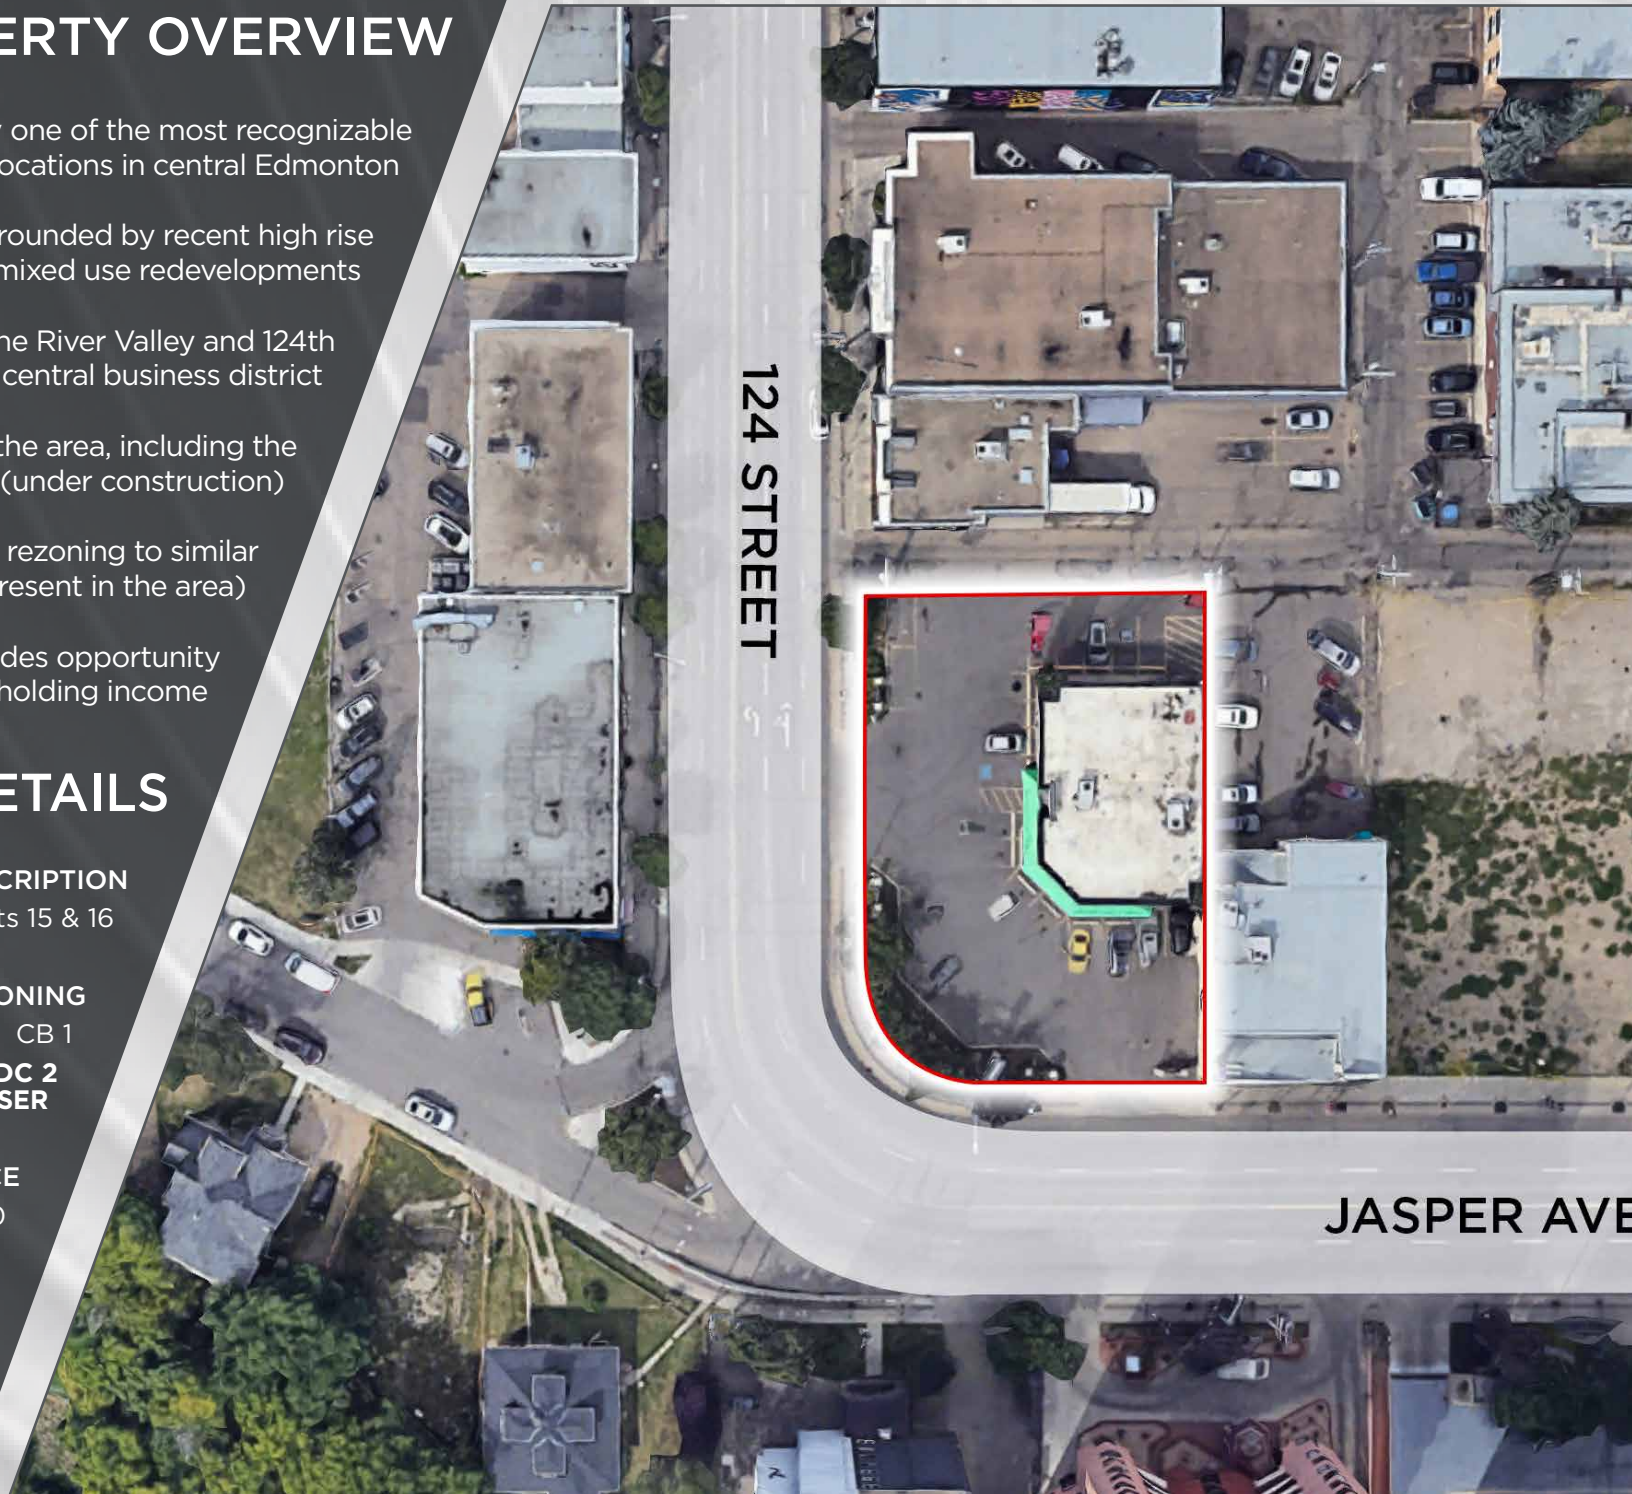 ERTY OVERVIEW
one of the most recognizable
ocations in central Edmonton
rounded by recent high rise
mixed use redevelopments
ne River Valley and 124th
central business district
the area, including the
(under construction)
rezoning to similar
resent in the area)
des opportunity
holding income
ETAILS
CRIPTION
ts 15 & 16
ONING
CB 1
DC 2
SER
CE
0
124 STREET
JASPER AVE